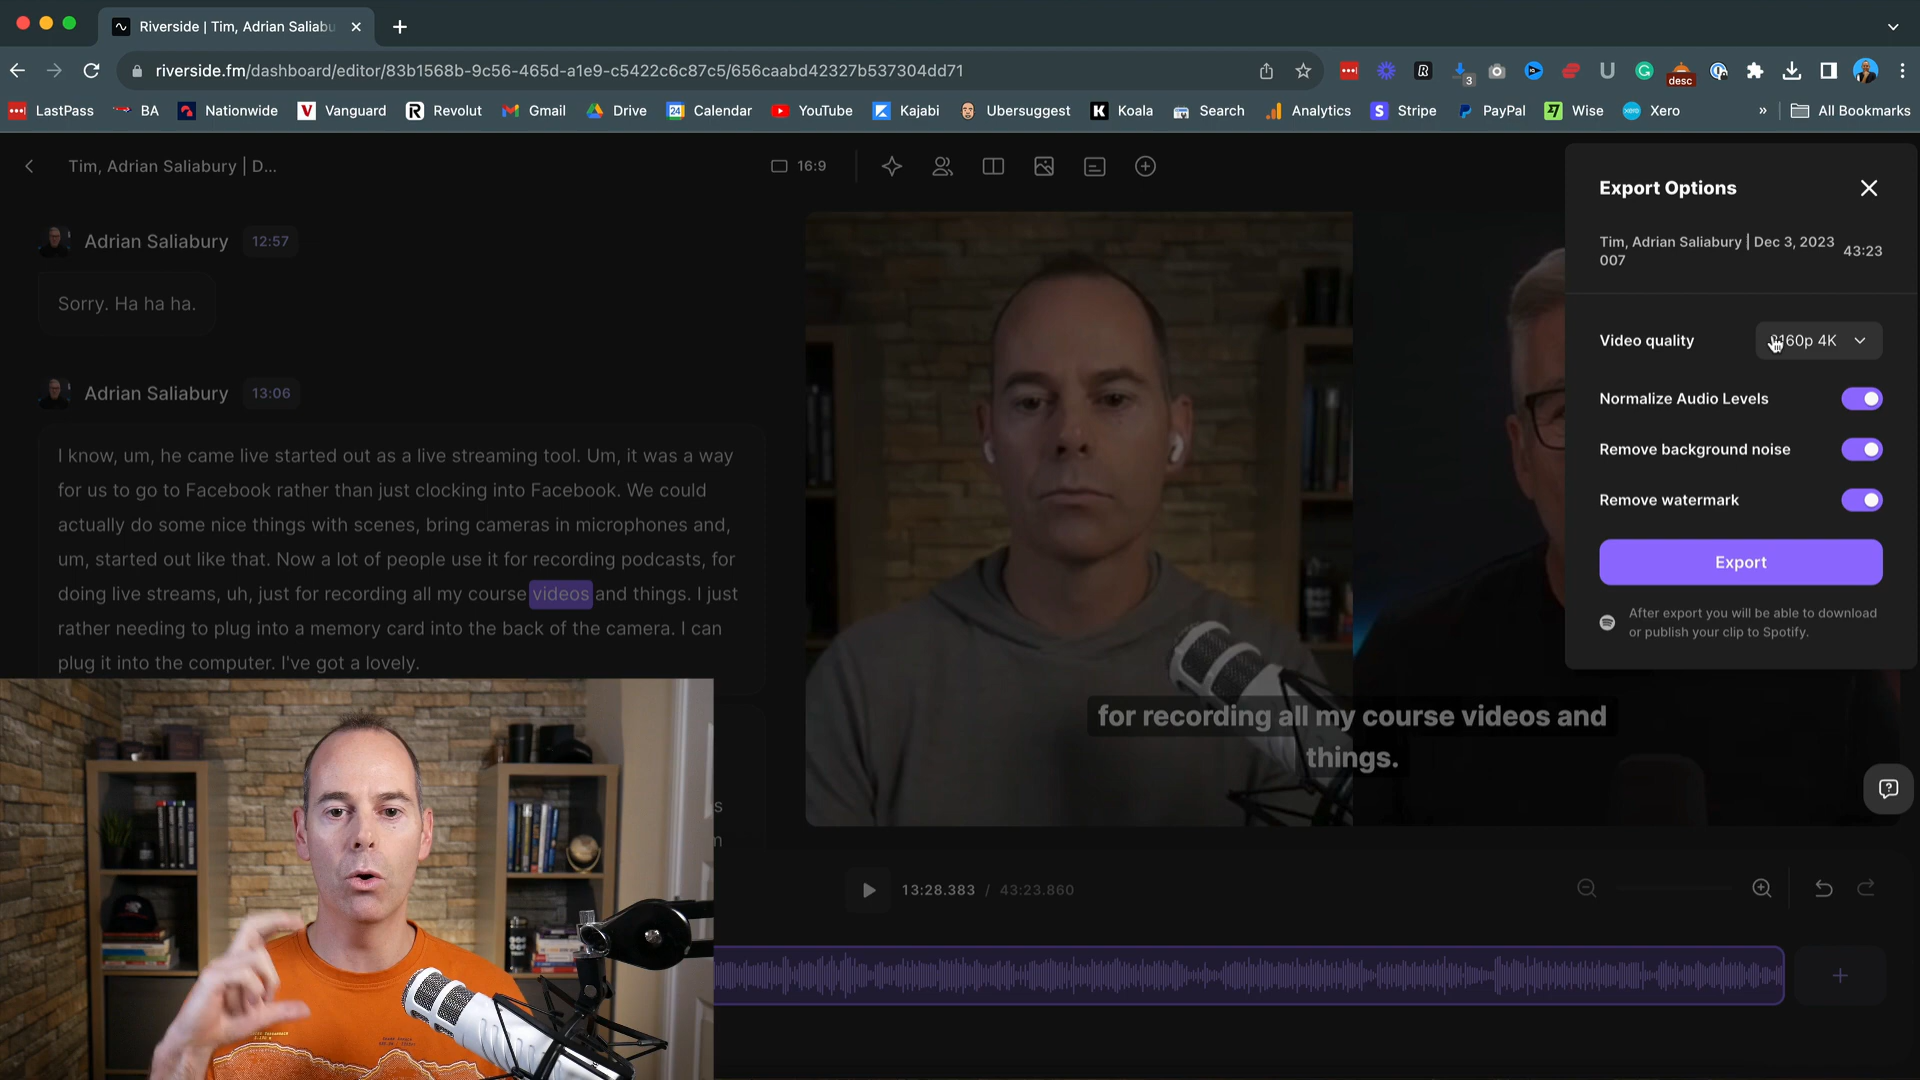 Riverside | Tim, Adrian Saliabu
riverside.fm/dashboard/editor/83b1568b-9c56-465d-a1e9-c5422c6c87c5/656caabd42327b537304dd71
3
desc
LastPass
BA
Nationwide
Vanguard
Revolut
Gmail
Drive
Calendar
YouTube
Kajabi
Ubersuggest
Koala
Search
Analytics
Stripe
PayPal
Wise
Xero
»
All Bookmarks
Tim, Adrian Saliabury | D...
16:9
Adrian Saliabury 12:57
Sorry. Ha ha ha.
Adrian Saliabury 13:06
I know, um, he came live started out as a live streaming tool. Um, it was a way
for us to go to Facebook rather than just clocking into Facebook. We could
actually do some nice things with scenes, bring cameras in microphones and,
um, started out like that. Now a lot of people use it for recording podcasts, for
doing live streams, uh, just for recording all my course videos and things. I just
rather needing to plug into a memory card into the back of the camera. I can
plug it into the computer. I've got a lovely.
for recording all my course videos and
things.
Export Options
Tim, Adrian Saliabury | Dec 3, 2023
007
43:23
Video quality
160p 4K
Normalize Audio Levels
Remove background noise
Remove watermark
Export
After export you will be able to download
or publish your clip to Spotify.
13:28.383 / 43:23.860